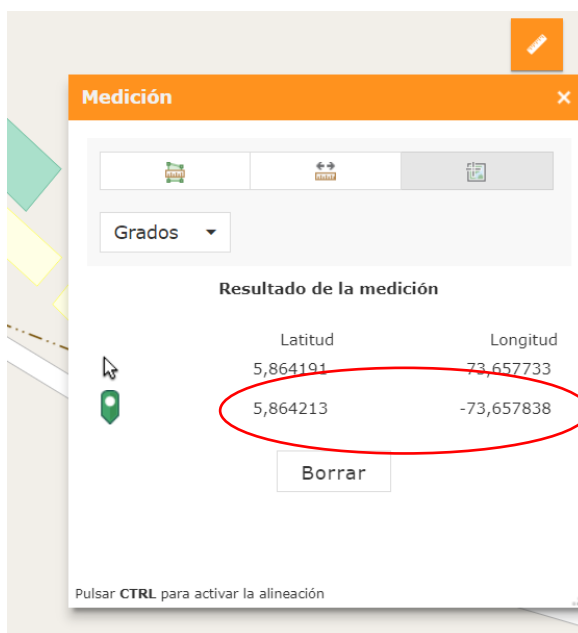 Medición ×
Grados
Resultado de la medición
Latitud Longitud
5,864191 -73,657733
5,864213 -73,657838
Borrar
Pulsar CTRL para activar la alineación